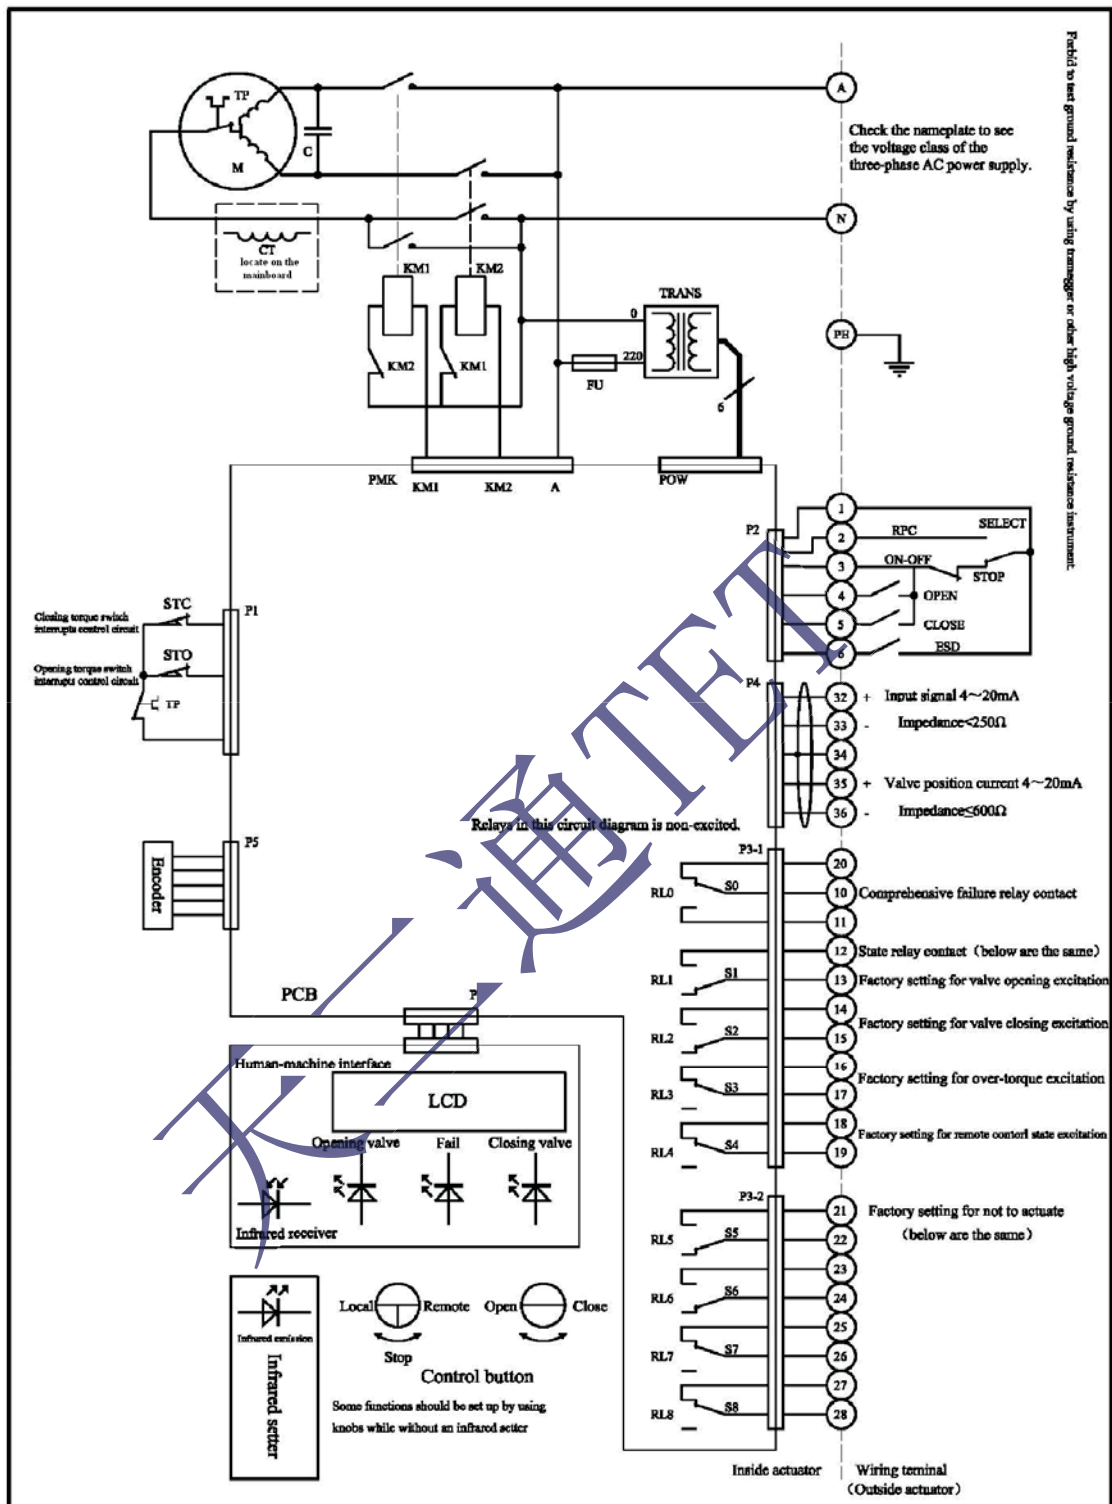 TP
M
C
A
Check the nameplate to see
the voltage class of the
three-phase AC power supply.
N
CT
locate on the
mainboard
KM1
KM2
TRANS
0
220
FU
6
KM2
KM1
PH
Forbid to test ground resistance by using tramegger or other high voltage ground resistance instrument.
PMK
KM1
KM2
A
POW
P2
1
2
3
4
5
6
RPC
SELECT
ON-OFF
STOP
OPEN
CLOSE
ESD
P1
STC
Closing torque switch
interrupts control circuit
STO
Opening torque switch
interrupts control circuit
TP
P4
32 + Input signal 4～20mA
33 - Impedance<250Ω
34
35 + Valve position current 4～20mA
36 - Impedance≤600Ω
Relays in this circuit diagram is non-excited.
P5
Encoder
P3-1
20
RL0 S0 10 Comprehensive failure relay contact
11
12 State relay contact（below are the same）
RL1 S1 13 Factory setting for valve opening excitation
14
Factory setting for valve closing excitation
RL2 S2 15
16
Factory setting for over-torque excitation
RL3 S3 17
18
Factory setting for remote contorl state excitation
RL4 S4 19
PCB
P
Human-machine interface
LCD
Opening valve
Fail
Closing valve
Infrared receiver
P3-2
21 Factory setting for not to actuate
（below are the same）
RL5 S5 22
23
RL6 S6 24
25
RL7 S7 26
27
RL8 S8 28
Infrared emission
Infrared setter
Local
Remote
Stop
Open
Close
Control button
Some functions should be set up by using
knobs while without an infrared setter
Inside actuator
Wiring teminal
（Outside actuator）
天二通TET